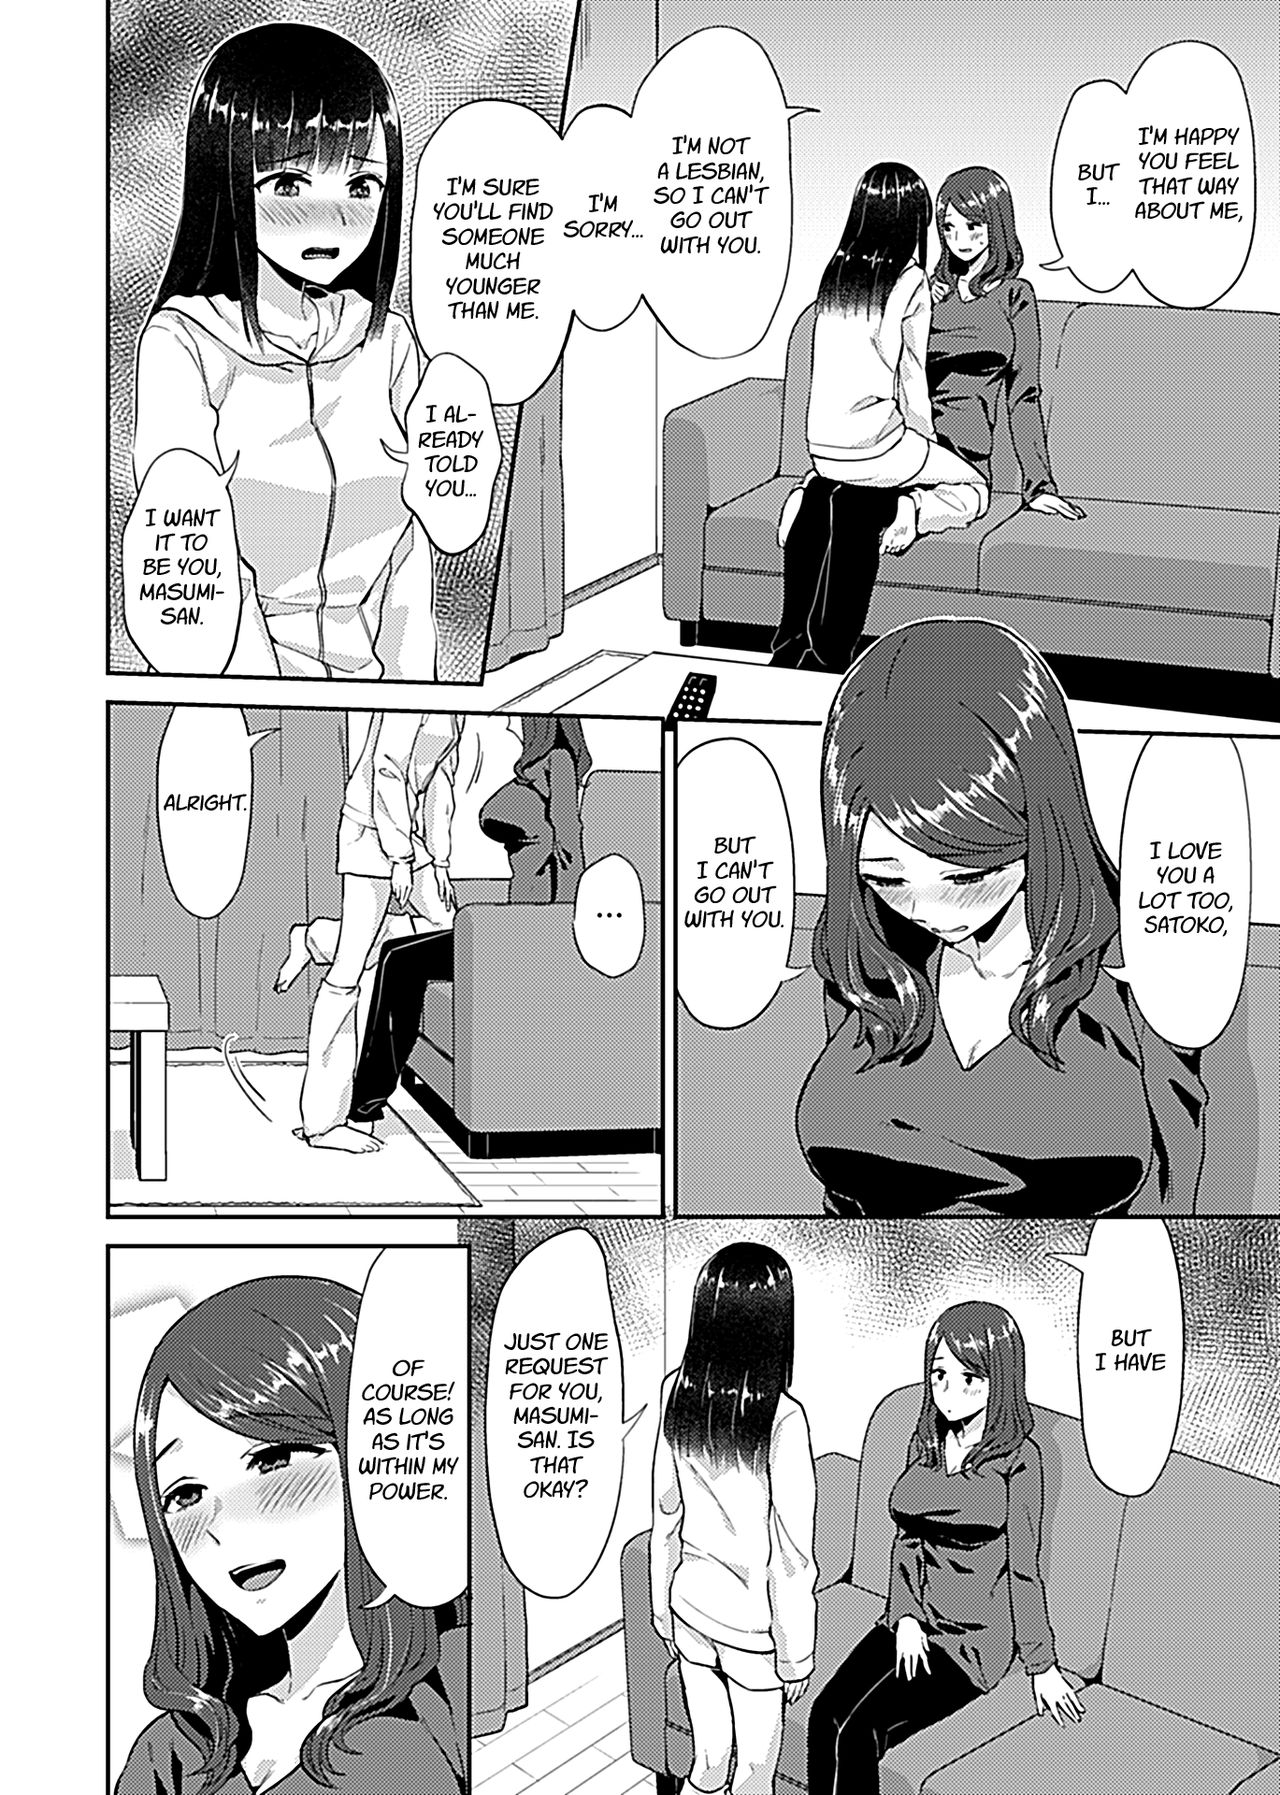 I'M HAPPY
YOU FEEL
THAT WAY
ABOUT ME,
BUT
I...
I'M NOT
A LESBIAN,
SO I CAN'T
GO OUT
WITH YOU.
I'M
SORRY...
I'M SURE
YOU'LL FIND
SOMEONE
MUCH
YOUNGER
THAN ME.
I AL-
READY
TOLD
YOU...
I WANT
IT TO
BE YOU,
MASUMI-
SAN.
I LOVE
YOU A
LOT TOO,
SATOKO,
BUT
I CAN'T
GO OUT
WITH YOU.
...
ALRIGHT.
BUT
I HAVE
JUST ONE
REQUEST
FOR YOU,
MASUMI-
SAN. IS
THAT
OKAY?
OF
COURSE!
AS LONG
AS IT'S
WITHIN MY
POWER.